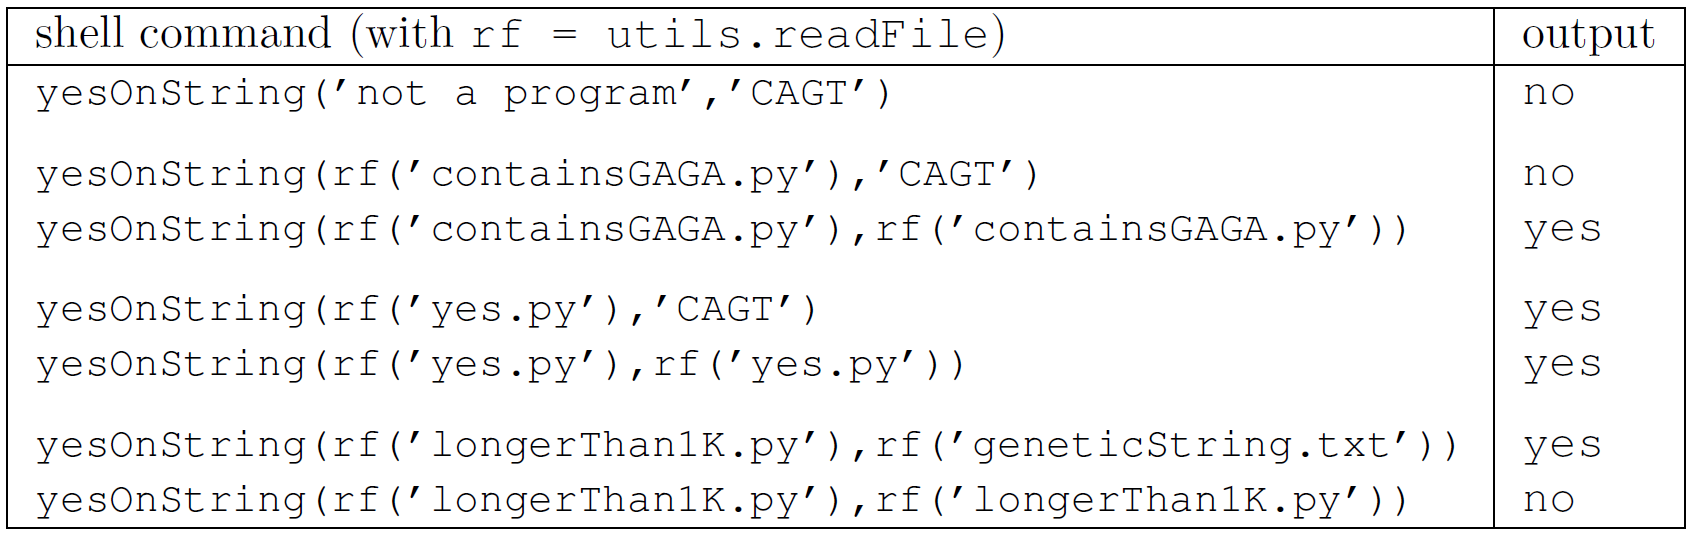 shell command (with rf = utils.readFile) output
yesOnString('not a program','CAGT') no
yesOnString(rf('containsGAGA.py'),'CAGT') no
yesOnString(rf('containsGAGA.py'),rf('containsGAGA.py')) yes
yesOnString(rf('yes.py'),'CAGT') yes
yesOnString(rf('yes.py'),rf('yes.py')) yes
yesOnString(rf('longerThan1K.py'),rf('geneticString.txt')) yes
yesOnString(rf('longerThan1K.py'),rf('longerThan1K.py')) no